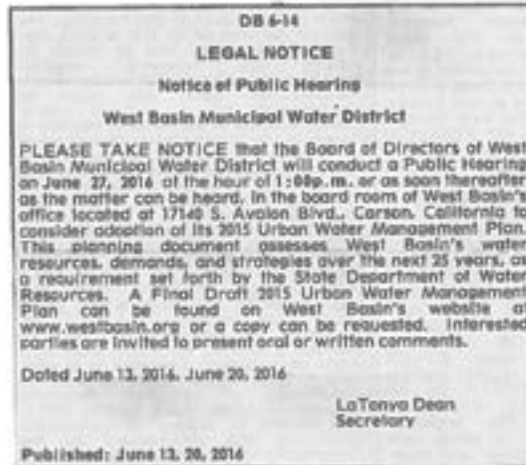 DB 6-14
LEGAL NOTICE
Notice of Public Hearing
West Basin Municipal Water District
PLEASE TAKE NOTICE that the Board of Directors of West
Basin Municipal Water District will conduct a Public Hearing
on June 27, 2016 at the hour of 1:00p.m. or as soon thereafter
as the matter can be heard, in the board room of West Basin's
office located at 17140 S. Avalon Blvd., Carson, California to
consider adoption of its 2015 Urban Water Management Plan.
This planning document assesses West Basin's water
resources, demands, and strategies over the next 25 years, as
a requirement set forth by the State Department of Water
Resources. A Final Draft 2015 Urban Water Management
Plan can be found on West Basin's website at
www.westbasin.org or a copy can be requested. Interested
parties are invited to present oral or written comments.
Dated June 13, 2016, June 20, 2016
LaTonya Dean
Secretary
Published: June 13, 20, 2016